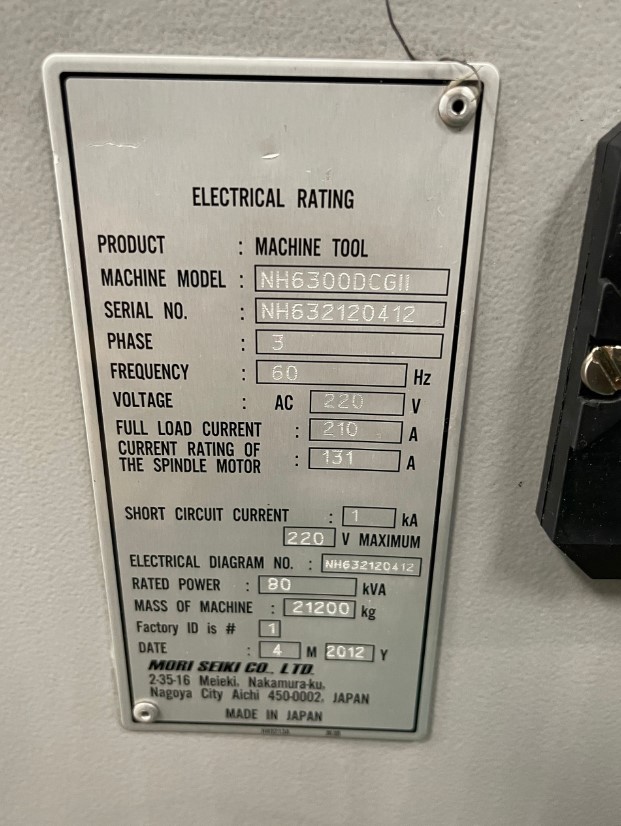 ELECTRICAL RATING
PRODUCT : MACHINE TOOL
MACHINE MODEL : NH6300DCGII
SERIAL NO. : NH632120412
PHASE : 3
FREQUENCY : 60 Hz
VOLTAGE : AC 220 V
FULL LOAD CURRENT : 210 A
CURRENT RATING OF
THE SPINDLE MOTOR : 131 A
SHORT CIRCUIT CURRENT : 1 kA
220 V MAXIMUM
ELECTRICAL DIAGRAM NO. : NH632120412
RATED POWER : 80 kVA
MASS OF MACHINE : 21200 kg
Factory ID is # 1
DATE : 4 M 2012 Y
MORI SEIKI CO., LTD.
2-35-16 Meieki, Nakamura-ku,
Nagoya City Aichi 450-0002, JAPAN
MADE IN JAPAN